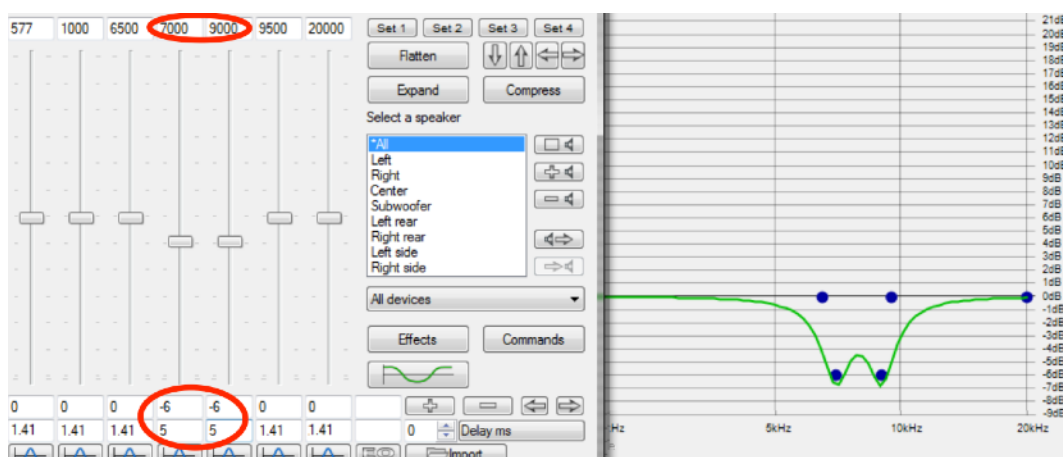 577 1000 6500 7000 9000 9500 20000
Set 1 Set 2 Set 3 Set 4
Flatten
Expand Compress
Select a speaker
*All
Left
Right
Center
Subwoofer
Left rear
Right rear
Left side
Right side
All devices
Effects Commands
0 0 0 -6 -6 0 0
1.41 1.41 1.41 5 5 1.41 1.41 0 Delay ms
Import
21dB
20dB
19dB
18dB
17dB
16dB
15dB
14dB
13dB
12dB
11dB
10dB
9dB
8dB
7dB
6dB
5dB
4dB
3dB
2dB
1dB
0dB
-1dB
-2dB
-3dB
-4dB
-5dB
-6dB
-7dB
-8dB
-9dB
5kHz 10kHz 20kHz